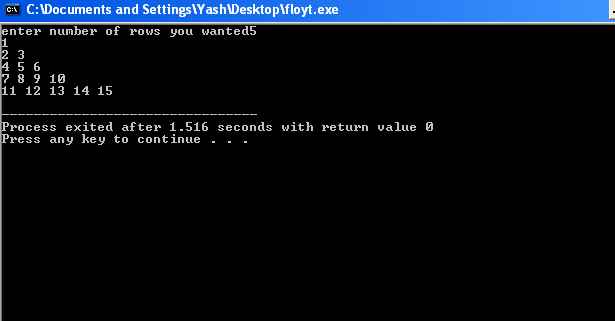 C:\Documents and Settings\Yash\Desktop\floyt.exe
enter number of rows you wanted5
1
2 3
4 5 6
7 8 9 10
11 12 13 14 15
--------------------------------
Process exited after 1.516 seconds with return value 0
Press any key to continue . . .